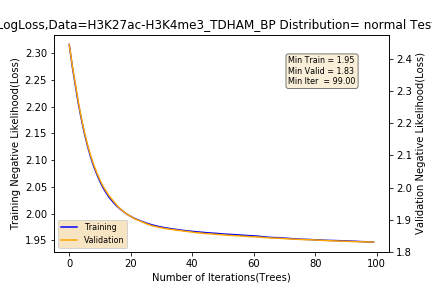 LogLoss,Data=H3K27ac-H3K4me3_TDHAM_BP Distribution= normal Test
Min Train = 1.95
Min Valid = 1.83
Min Iter = 99.00
Training Negative Likelihood(Loss)
2.30
2.25
2.20
2.15
2.10
2.05
2.00
1.95
Validation Negative Likelihood(Loss)
2.4
2.3
2.2
2.1
2.0
1.9
1.8
Training
Validation
0 20 40 60 80 100
Number of Iterations(Trees)